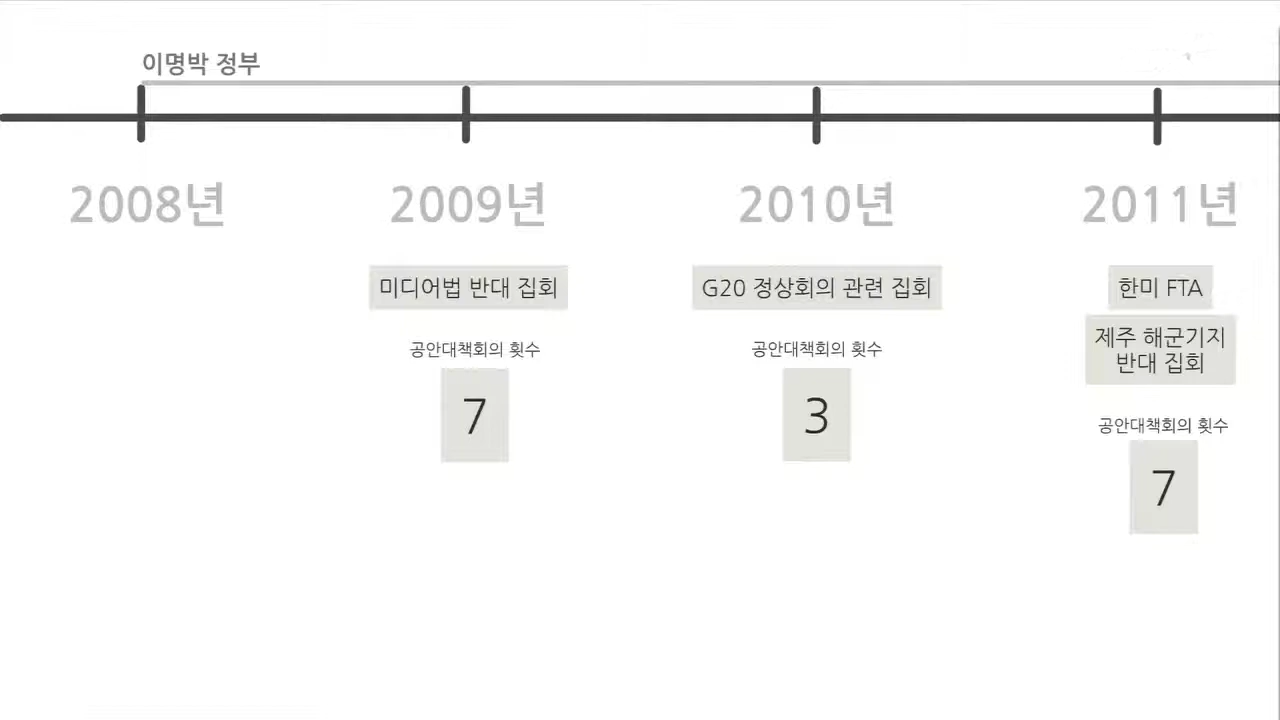 이명박 정부
2008년
2009년
2010년
2011년
미디어법 반대 집회
공안대책회의 횟수
7
G20 정상회의 관련 집회
공안대책회의 횟수
3
한미 FTA
제주 해군기지
반대 집회
공안대책회의 횟수
7